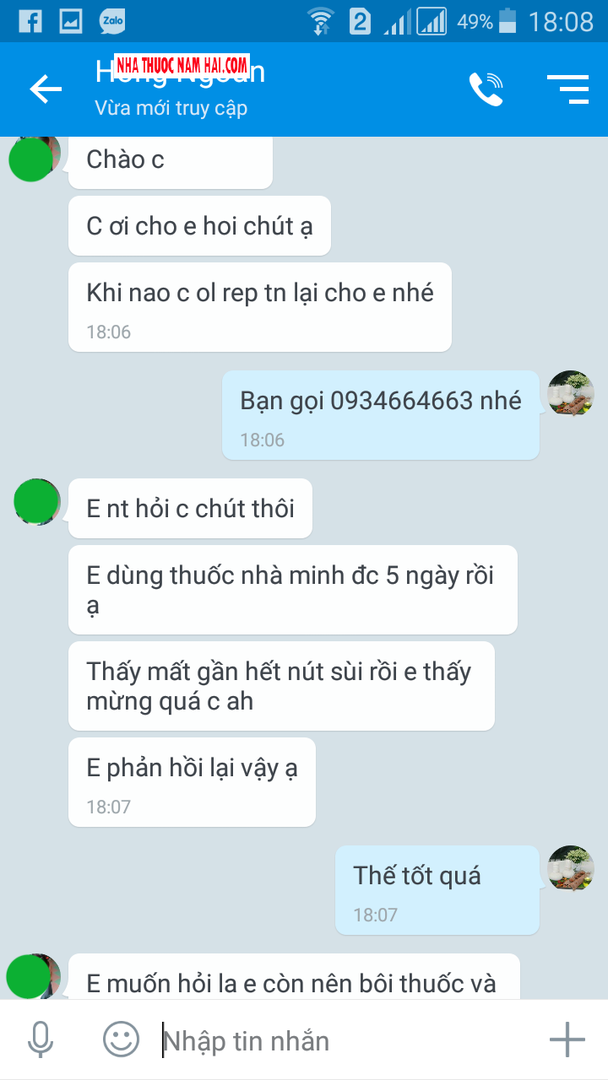 Zalo
2
49%
18:08
NHA THUOC NAM HAI.COM
Vừa mới truy cập
Chào c
C ơi cho e hoi chút ạ
Khi nao c ol rep tn lại cho e nhé
18:06
Bạn gọi 0934664663 nhé
18:06
E nt hỏi c chút thôi
E dùng thuốc nhà minh đc 5 ngày rồi
ạ
Thấy mất gần hết nút sùi rồi e thấy
mừng quá c ah
E phản hồi lại vậy ạ
18:07
Thế tốt quá
18:07
E muốn hỏi la e còn nên bôi thuốc và
Nhập tin nhắn